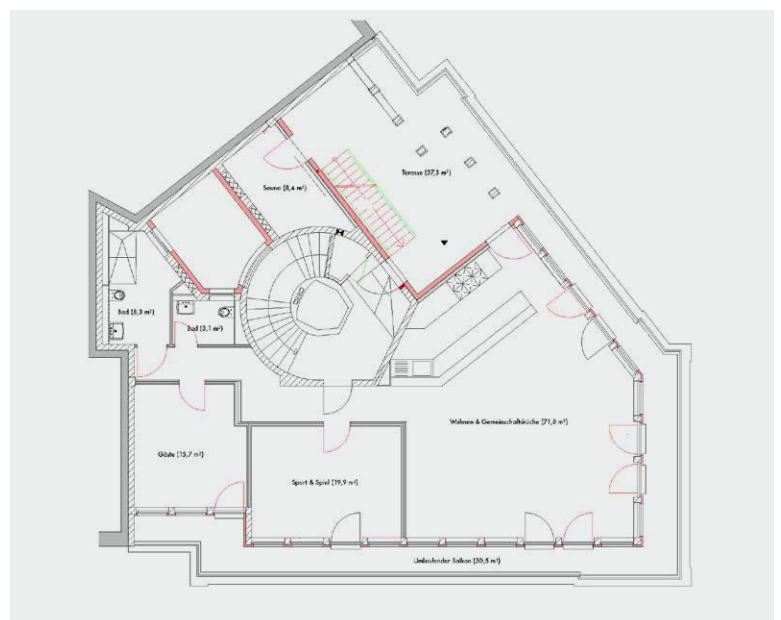 Terasse (37,3 m²)
Sauna (8,4 m²)
Bad (8,3 m²)
Bad (3,1 m²)
Wohnen & Gemeinschaftsküche (71,0 m²)
Gäste (15,7 m²)
Sport & Spiel (19,9 m²)
Umlaufender Balkon (30,5 m²)